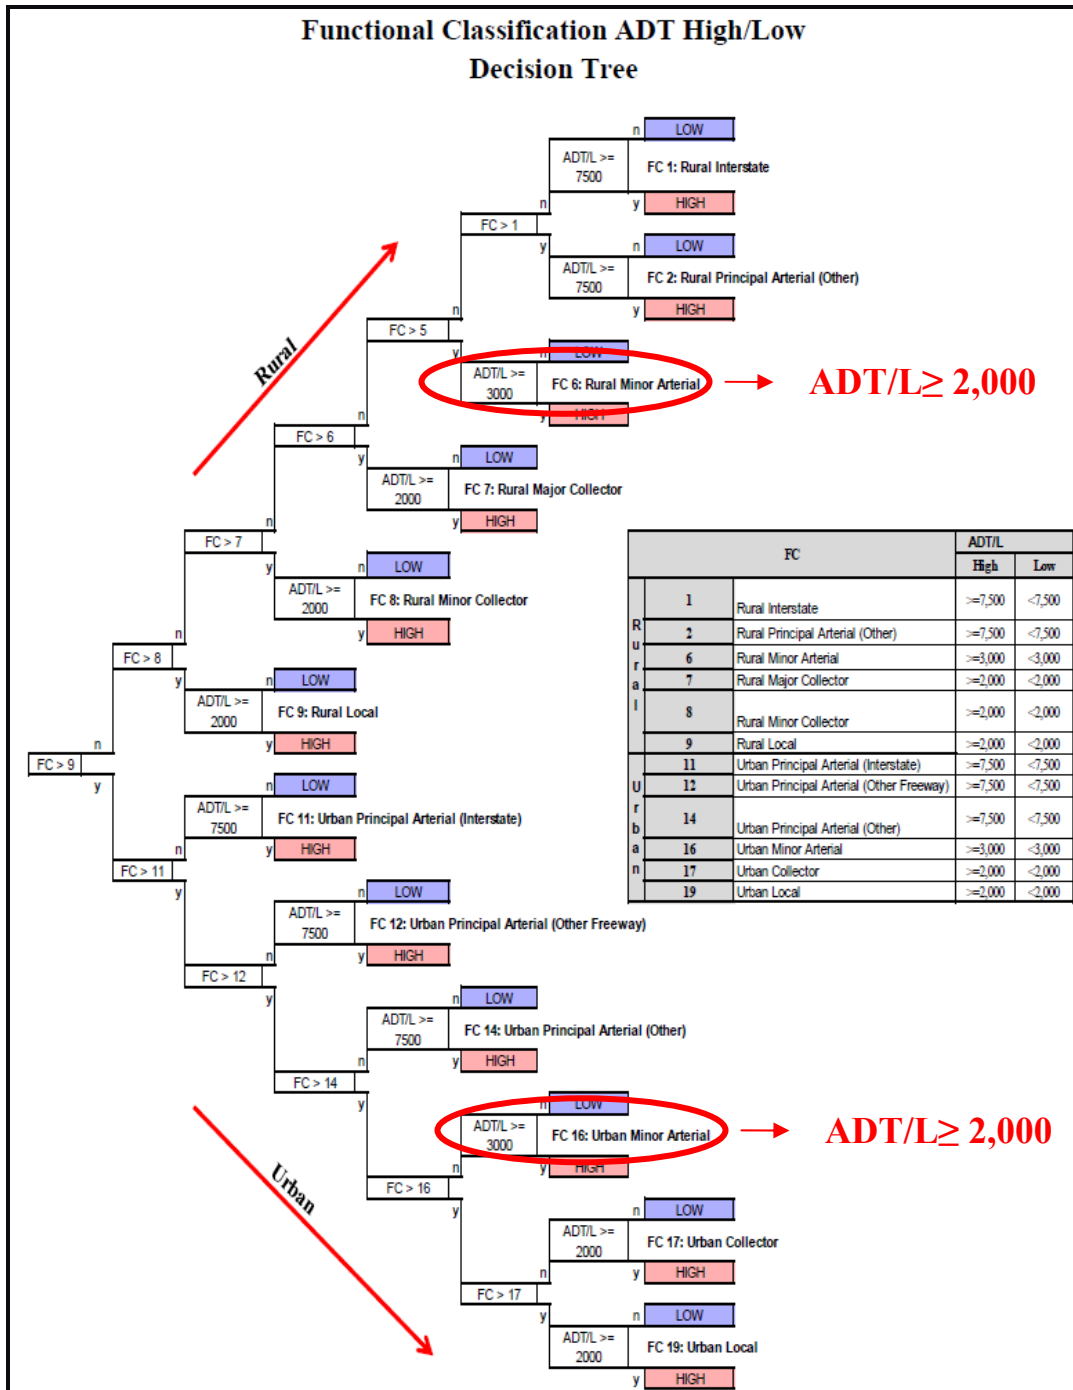 Functional Classification ADT High/Low
Decision Tree
n LOW
ADT/L >=
7500
FC 1: Rural Interstate
y HIGH
n
FC > 1
y
n LOW
ADT/L >=
7500
FC 2: Rural Principal Arterial (Other)
y HIGH
n
FC > 5
y
n LOW
ADT/L >=
3000
FC 6: Rural Minor Arterial
y HIGH
ADT/L≥ 2,000
Rural
n
FC > 6
y
n LOW
ADT/L >=
2000
FC 7: Rural Major Collector
y HIGH
n
FC > 7
y
n LOW
ADT/L >=
2000
FC 8: Rural Minor Collector
y HIGH
n
FC > 8
y
n LOW
ADT/L >=
2000
FC 9: Rural Local
y HIGH
n
FC > 9
y
n LOW
ADT/L >=
7500
FC 11: Urban Principal Arterial (Interstate)
y HIGH
n
FC > 11
y
n LOW
ADT/L >=
7500
FC 12: Urban Principal Arterial (Other Freeway)
y HIGH
n
FC > 12
y
n LOW
ADT/L >=
7500
FC 14: Urban Principal Arterial (Other)
y HIGH
n
FC > 14
y
n LOW
ADT/L >=
3000
FC 16: Urban Minor Arterial
y HIGH
ADT/L≥ 2,000
Urban
n
FC > 16
y
n LOW
ADT/L >=
2000
FC 17: Urban Collector
y HIGH
n
FC > 17
y
n LOW
ADT/L >=
2000
FC 19: Urban Local
y HIGH
FC ADT/L
High Low
Rural
1 Rural Interstate >=7,500 <7,500
2 Rural Principal Arterial (Other) >=7,500 <7,500
6 Rural Minor Arterial >=3,000 <3,000
7 Rural Major Collector >=2,000 <2,000
8 Rural Minor Collector >=2,000 <2,000
9 Rural Local >=2,000 <2,000
Urban
11 Urban Principal Arterial (Interstate) >=7,500 <7,500
12 Urban Principal Arterial (Other Freeway) >=7,500 <7,500
14 Urban Principal Arterial (Other) >=7,500 <7,500
16 Urban Minor Arterial >=3,000 <3,000
17 Urban Collector >=2,000 <2,000
19 Urban Local >=2,000 <2,000